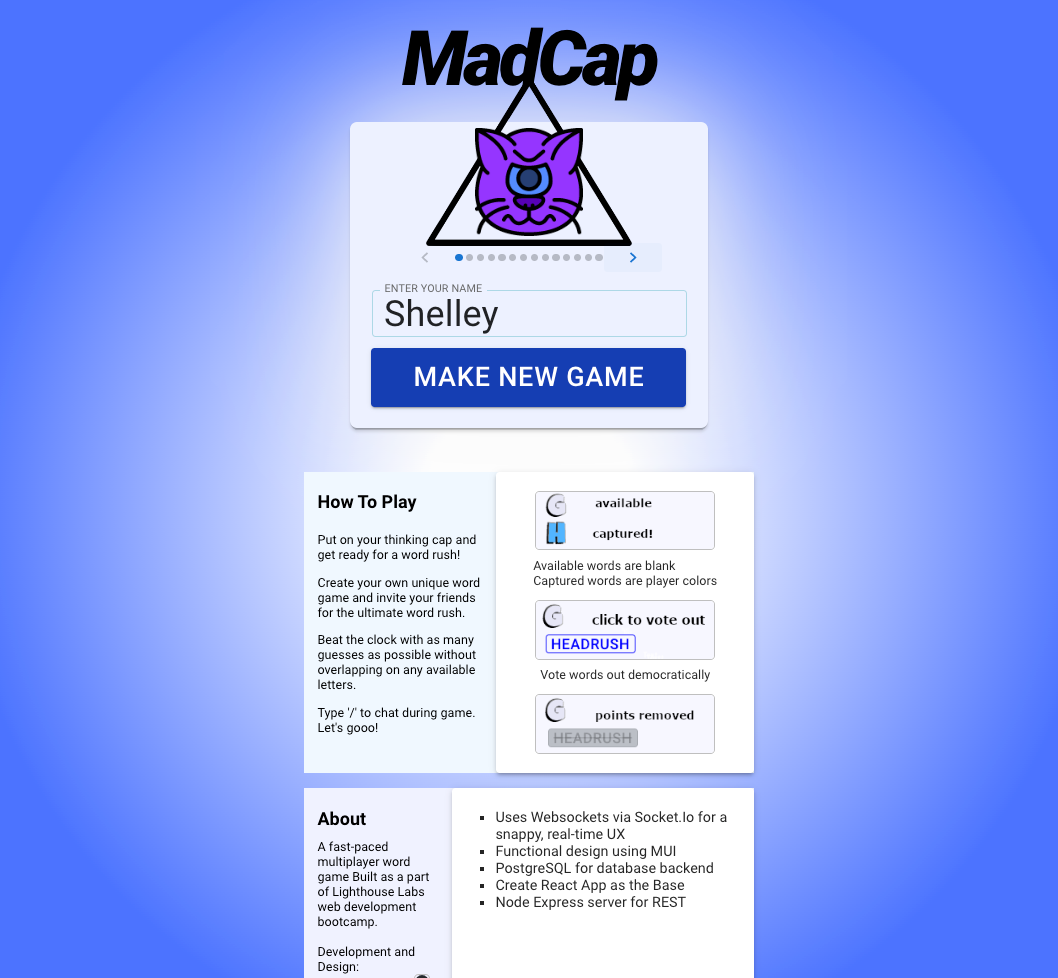 MadCap
ENTER YOUR NAME
Shelley
MAKE NEW GAME
How To Play
Put on your thinking cap and
get ready for a word rush!
Create your own unique word
game and invite your friends
for the ultimate word rush.
Beat the clock with as many
guesses as possible without
overlapping on any available
letters.
Type '/' to chat during game.
Let's gooo!
G available
H captured!
Available words are blank
Captured words are player colors
G click to vote out
HEADRUSH
Vote words out democratically
G points removed
HEADRUSH
About
A fast-paced
multiplayer word
game Built as a part
of Lighthouse Labs
web development
bootcamp.
Development and
Design:
▪ Uses Websockets via Socket.Io for a
snappy, real-time UX
▪ Functional design using MUI
▪ PostgreSQL for database backend
▪ Create React App as the Base
▪ Node Express server for REST